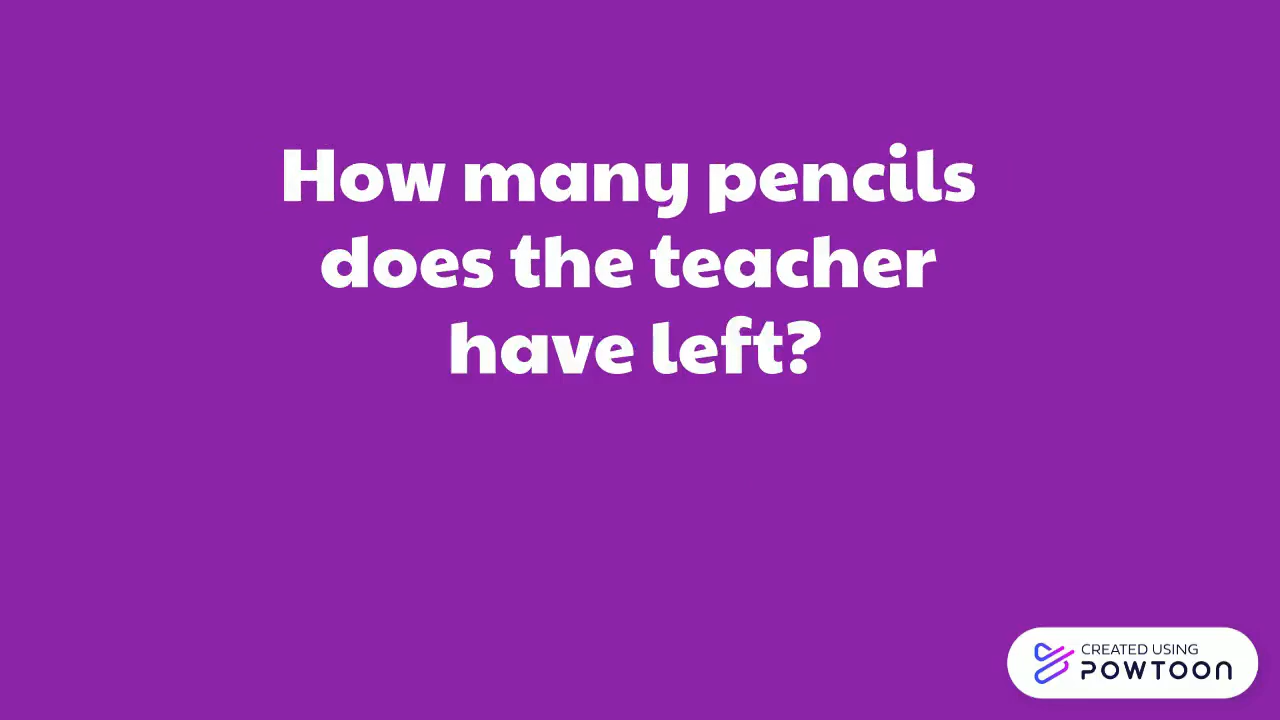 How many pencils
does the teacher
have left?
CREATED USING
POWTOON